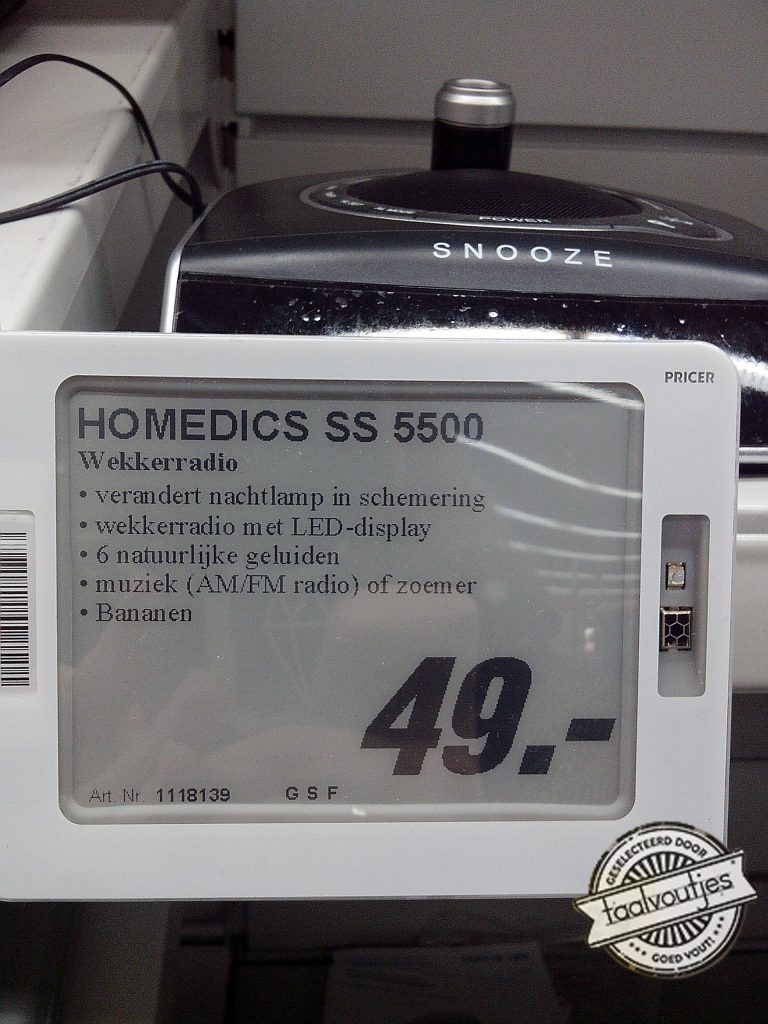 POWER
SNOOZE
PRICER
HOMEDICS SS 5500
Wekkerradio
• verandert nachtlamp in schemering
• wekkerradio met LED-display
• 6 natuurlijke geluiden
• muziek (AM/FM radio) of zoemer
• Bananen
49.-
Art. Nr. 1118139 G S F
GESELECTEERD DOOR
taalvoutjes
GOED VOUT!